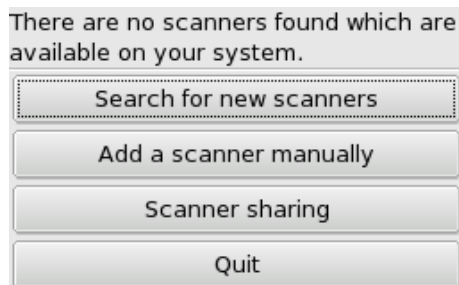 There are no scanners found which are
available on your system.
Search for new scanners
Add a scanner manually
Scanner sharing
Quit